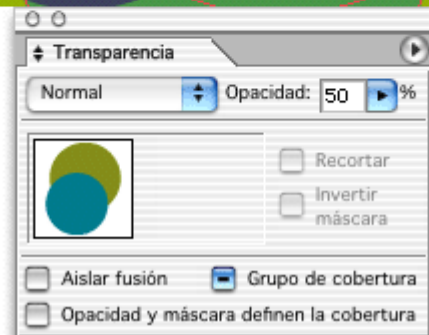 Transparencia
Normal Opacidad: 50 %
Recortar
Invertir
máscara
Aislar fusión Grupo de cobertura
Opacidad y máscara definen la cobertura